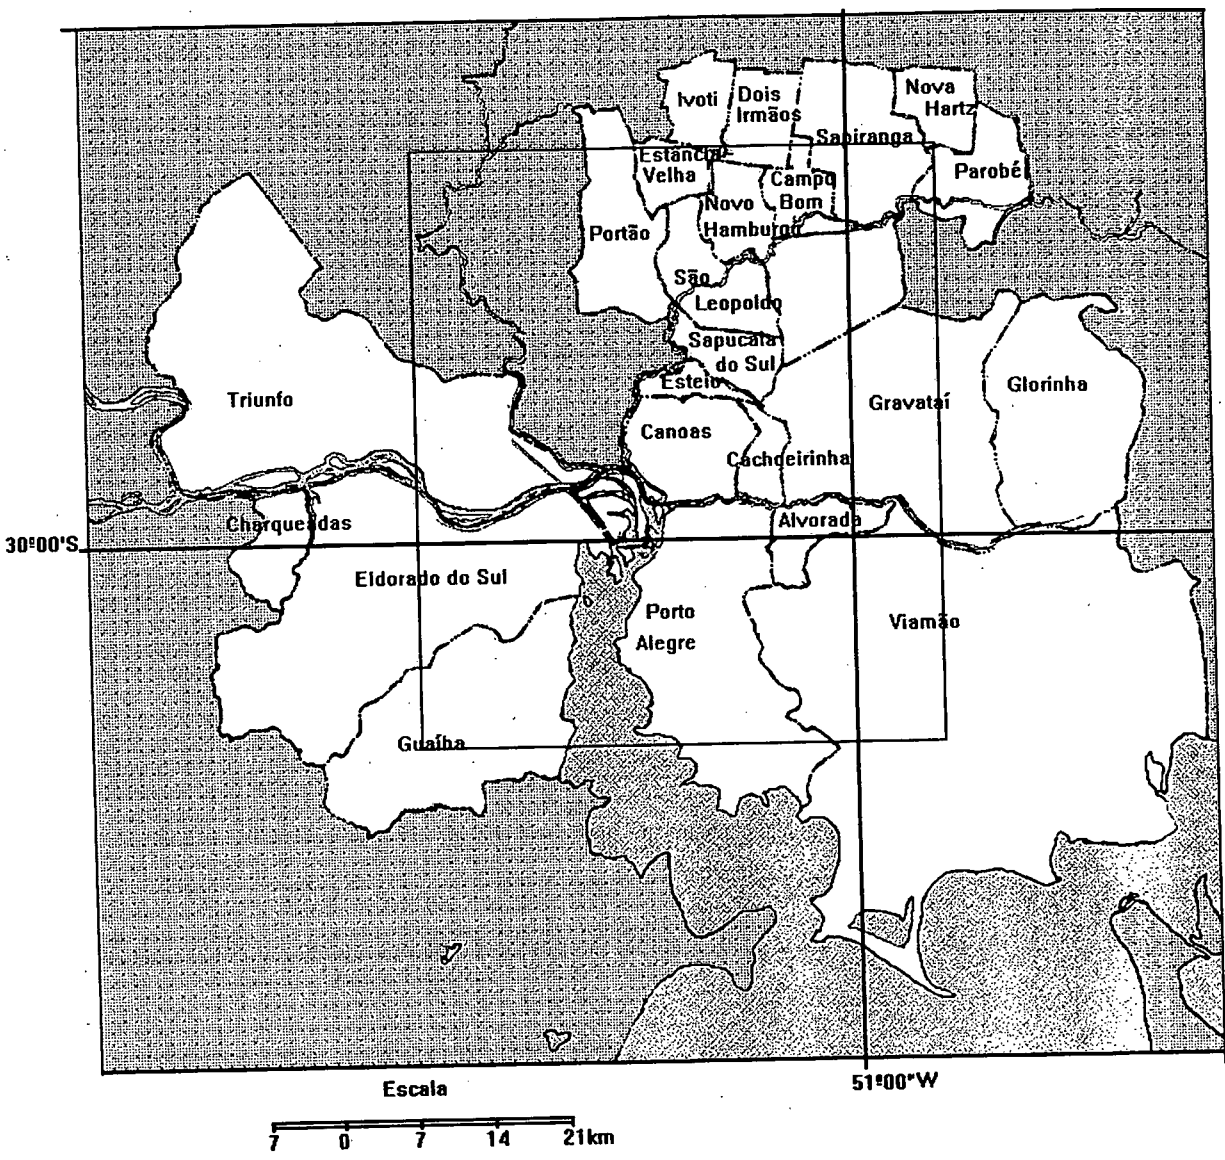 Ivoti
Dois
Irmãos
Nova
Hartz
Sapiranga
Parobé
Estância
Velha
Campo
Bom
Novo
Hamburgo
Portão
São
Leopoldo
Sapucaia
do Sul
Esteio
Triunfo
Glorinha
Gravataí
Canoas
Cachoeirinha
Charqueadas
Alvorada
30º00'S
Eldorado do Sul
Porto
Alegre
Viamão
Guaíba
51º00"W
Escala
7 0 7 14 21km